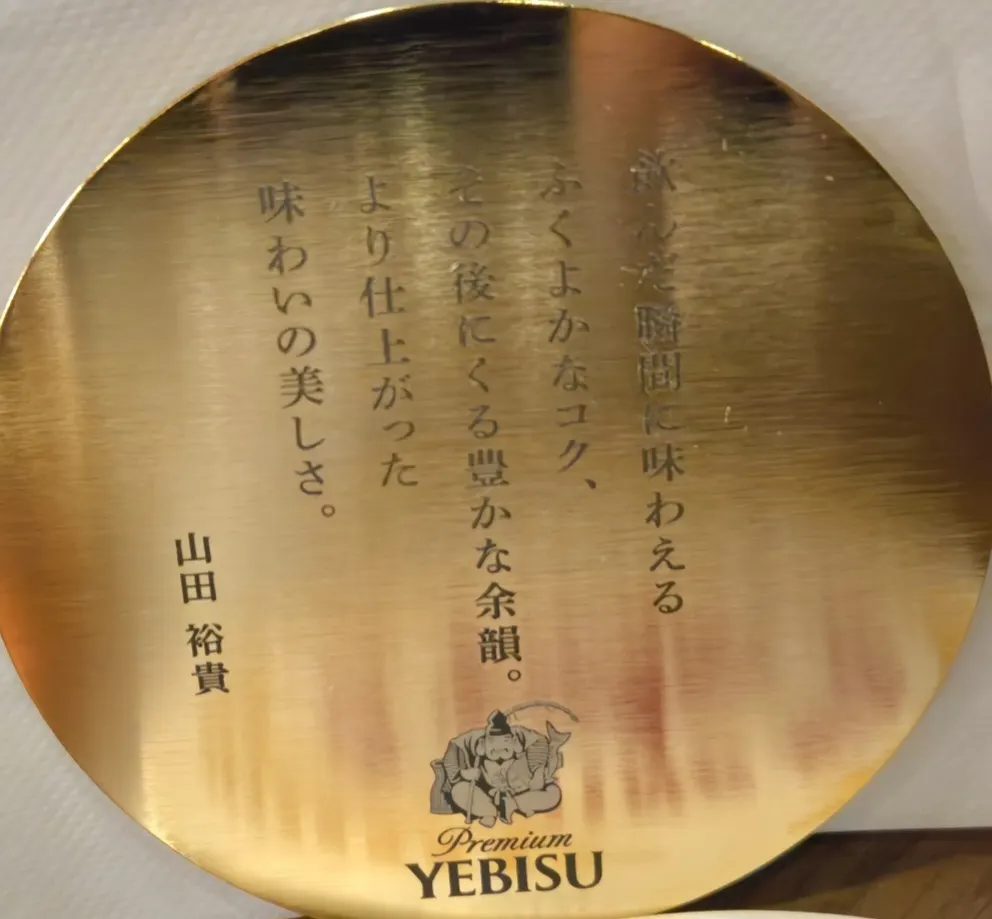 飲んだ瞬間に味わえる
ふくよかなコク、
その後にくる豊かな余韻。
より仕上がった
味わいの美しさ。
山田 裕貴
Premium
YEBISU